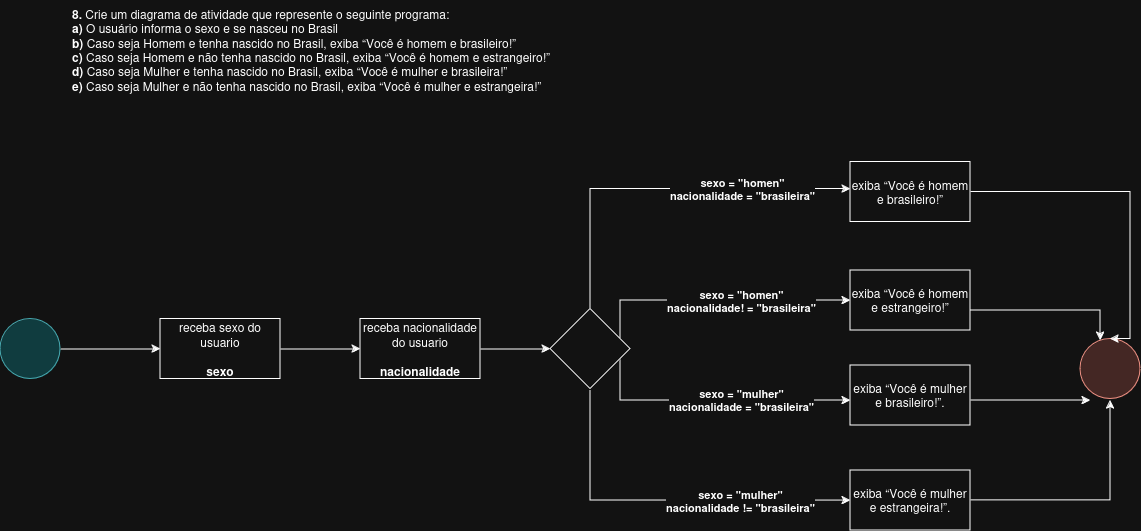 8. Crie um diagrama de atividade que represente o seguinte programa:
a) O usuário informa o sexo e se nasceu no Brasil
b) Caso seja Homem e tenha nascido no Brasil, exiba “Você é homem e brasileiro!”
c) Caso seja Homem e não tenha nascido no Brasil, exiba “Você é homem e estrangeiro!”
d) Caso seja Mulher e tenha nascido no Brasil, exiba “Você é mulher e brasileira!”
e) Caso seja Mulher e não tenha nascido no Brasil, exiba “Você é mulher e estrangeira!”
receba sexo do
usuario
sexo
receba nacionalidade
do usuario
nacionalidade
sexo = "homen"
nacionalidade = "brasileira"
exiba “Você é homem
e brasileiro!”
sexo = "homen"
nacionalidade! = "brasileira"
exiba “Você é homem
e estrangeiro!”
sexo = "mulher"
nacionalidade = "brasileira"
exiba “Você é mulher
e brasileiro!”.
sexo = "mulher"
nacionalidade != "brasileira"
exiba “Você é mulher
e estrangeira!”.